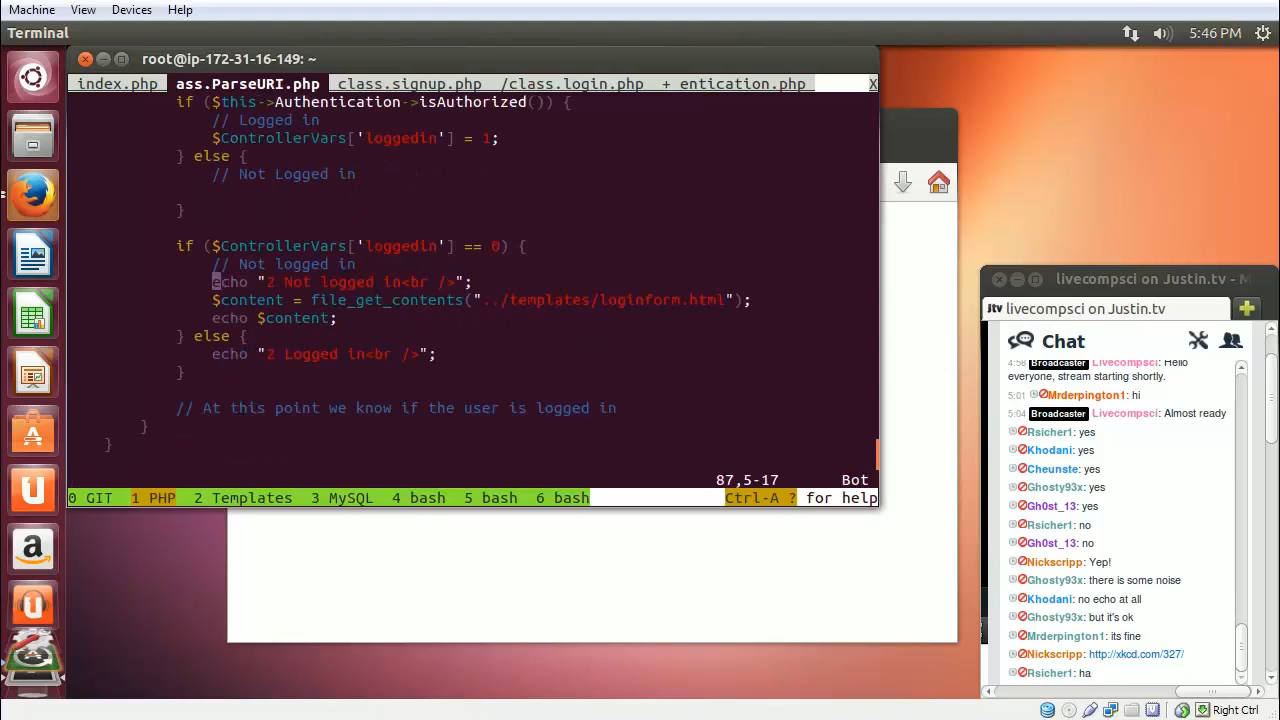 Machine View Devices Help
Terminal
5:46 PM
root@ip-172-31-16-149: ~
index.php ass.ParseURI.php class.signup.php /class.login.php + entication.php X
if ($this->Authentication->isAuthorized()) {
// Logged in
$ControllerVars['loggedin'] = 1;
} else {
// Not Logged in
}
if ($ControllerVars['loggedin'] == 0) {
// Not logged in
echo "2 Not logged in<br />";
$content = file_get_contents("../templates/loginform.html");
echo $content;
} else {
echo "2 Logged in<br />";
}
// At this point we know if the user is logged in
}
}
87,5-17 Bot
0 GIT 1 PHP 2 Templates 3 MySQL 4 bash 5 bash 6 bash Ctrl-A ? for help
livecompsci on Justin.tv - M
Jtv livecompsci on Justin.tv
Chat
4:58 Broadcaster Livecompsci: Hello
everyone, stream starting shortly.
5:01 Mrderpington1: hi
5:04 Broadcaster Livecompsci: Almost ready
Rsicher1: yes
Khodani: yes
Cheunste: yes
Ghosty93x: yes
Gh0st_13: yes
Rsicher1: no
Gh0st_13: no
Nickscripp: Yep!
Ghosty93x: there is some noise
Khodani: no echo at all
Ghosty93x: but it's ok
Mrderpington1: its fine
Nickscripp: http://xkcd.com/327/
Rsicher1: ha
Right Ctrl